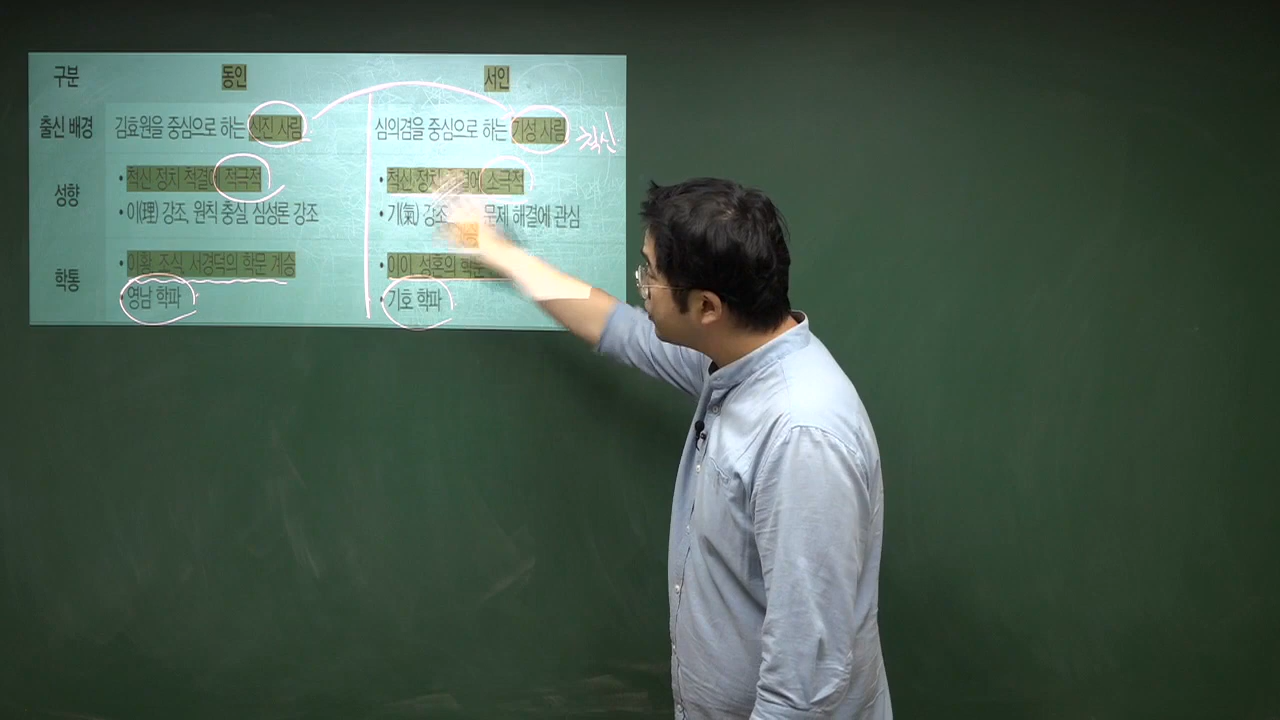 구분 동인 서인
출신 배경 김효원을 중심으로 하는 신진 사림 심의겸을 중심으로 하는 기성 사림 척신
성향 • 척신 정치 척결에 적극적 • 척신 정치 척결에 소극적
• 이(理) 강조, 원칙 중실, 심성론 강조 • 기(氣) 강조, 문제 해결에 관심
학통 • 이황, 조식, 서경덕의 학문 계승 • 이이, 성혼의 학문
• 영남 학파 • 기호 학파